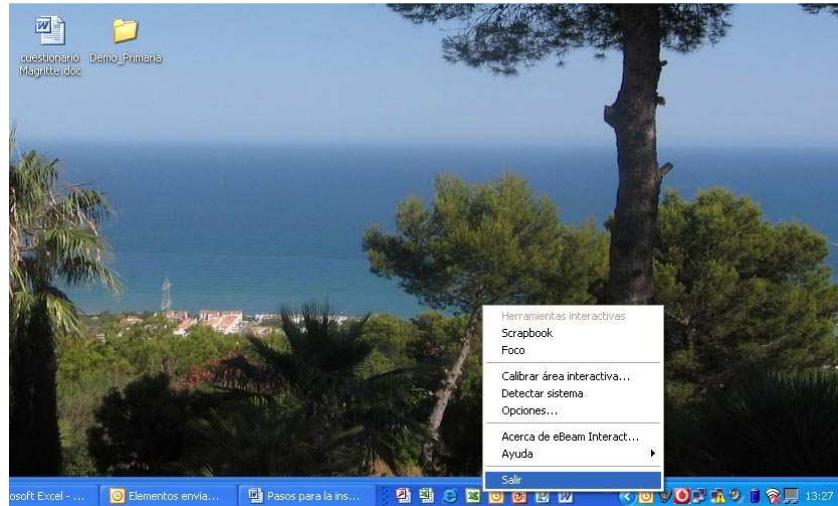 cuestionario
Magritte.doc
Demo_Primaria
Herramientas interactivas
Scrapbook
Foco
Calibrar área interactiva...
Detectar sistema
Opciones...
Acerca de eBeam Interact...
Ayuda
Salir
osoft Excel - ...
Elementos envia...
Pasos para la ins...
13:27